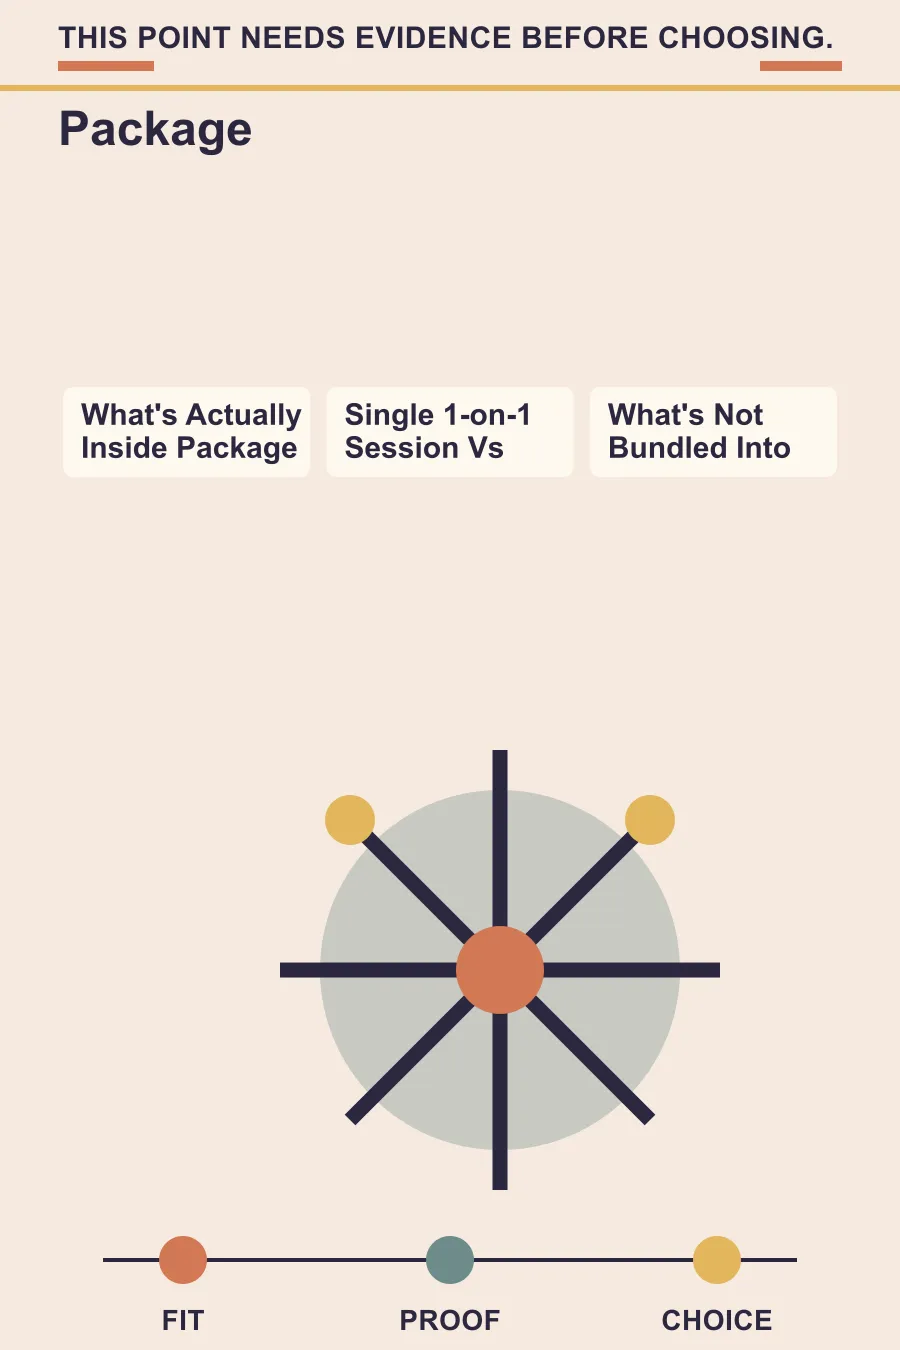 THIS POINT NEEDS EVIDENCE BEFORE CHOOSING.
Package
What's Actually
Inside Package
Single 1-on-1
Session Vs
What's Not
Bundled Into
FIT
PROOF
CHOICE